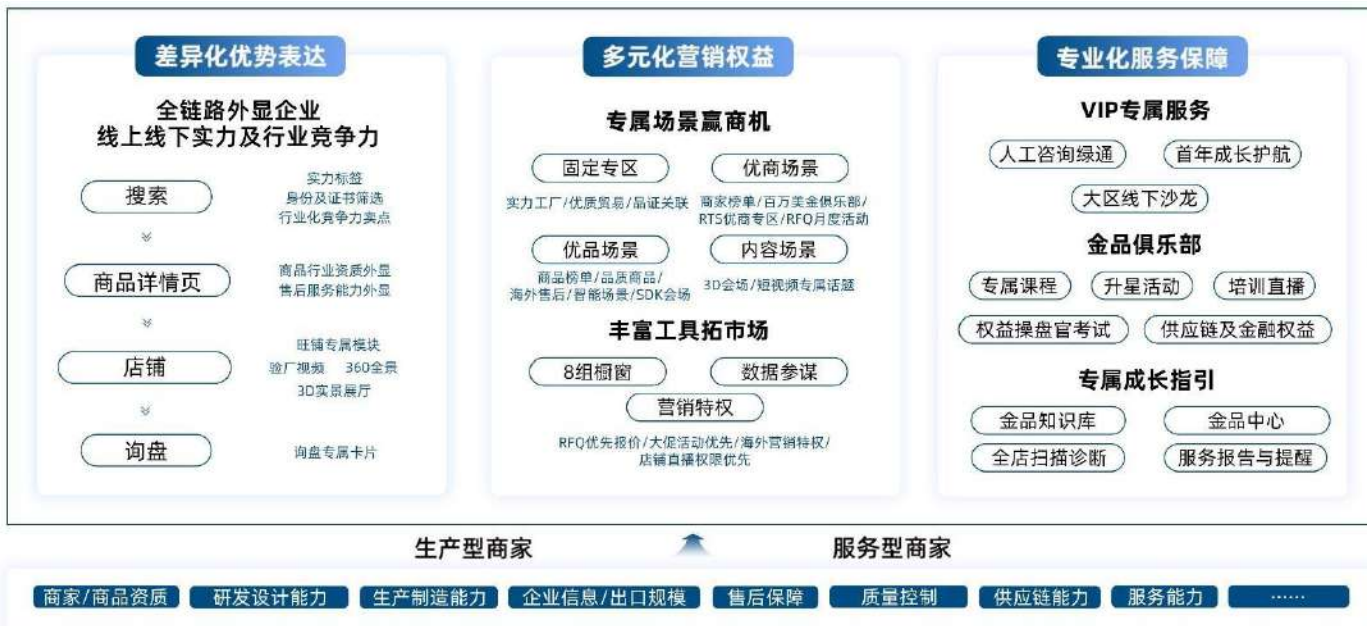 差异化优势表达
全链路外显企业
线上线下实力及行业竞争力
搜索
实力标签
身份及证书筛选
行业化竞争力卖点
商品详情页
商品行业资质外显
售后服务能力外显
店铺
旺铺专属模块
验厂视频 360全景
3D实景展厅
询盘
询盘专属卡片
多元化营销权益
专属场景赢商机
固定专区
实力工厂/优质贸易/品证关联
优商场景
商家榜单/百万美金俱乐部/
RTS优商专区/RFQ月度活动
优品场景
商品榜单/品质商品/
海外售后/智能场景/SDK会场
内容场景
3D会场/短视频专属话题
丰富工具拓市场
8组橱窗
数据参谋
营销特权
RFQ优先报价/大促活动优先/海外营销特权/
店铺直播权限优先
专业化服务保障
VIP专属服务
人工咨询绿通
首年成长护航
大区线下沙龙
金品俱乐部
专属课程
升星活动
培训直播
权益操盘官考试
供应链及金融权益
专属成长指引
金品知识库
金品中心
全店扫描诊断
服务报告与提醒
生产型商家
服务型商家
商家/商品资质
研发设计能力
生产制造能力
企业信息/出口规模
售后保障
质量控制
供应链能力
服务能力
……